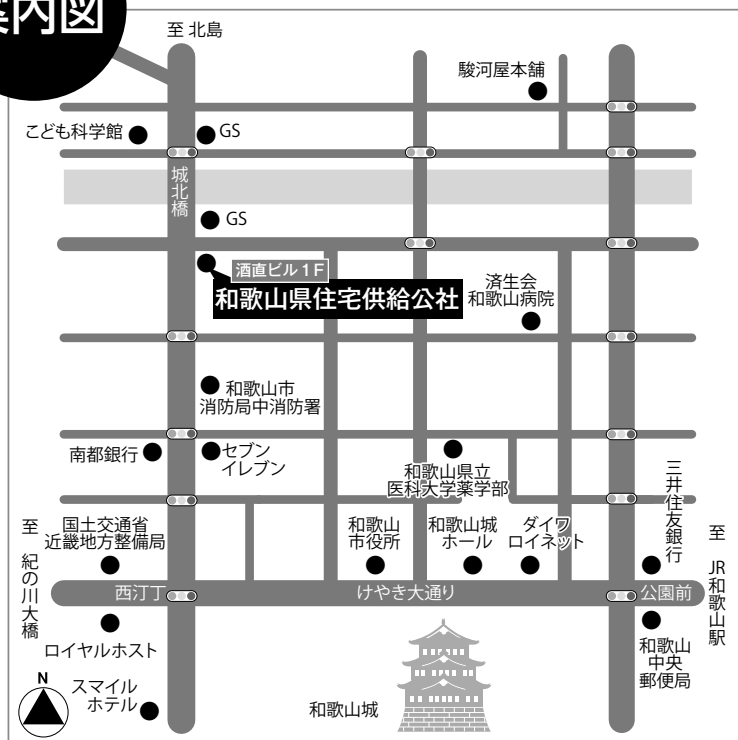 案内図
至 北島
駿河屋本舗
こども科学館
GS
城北橋
GS
酒直ビル1F
和歌山県住宅供給公社
済生会
和歌山病院
和歌山市
消防局中消防署
南都銀行
セブン
イレブン
和歌山県立
医科大学薬学部
三井住友銀行
至 紀の川大橋
国土交通省
近畿地方整備局
和歌山
市役所
和歌山城
ホール
ダイワ
ロイネット
至 JR和歌山駅
西汀丁
けやき大通り
公園前
ロイヤルホスト
和歌山
中央
郵便局
N
スマイル
ホテル
和歌山城